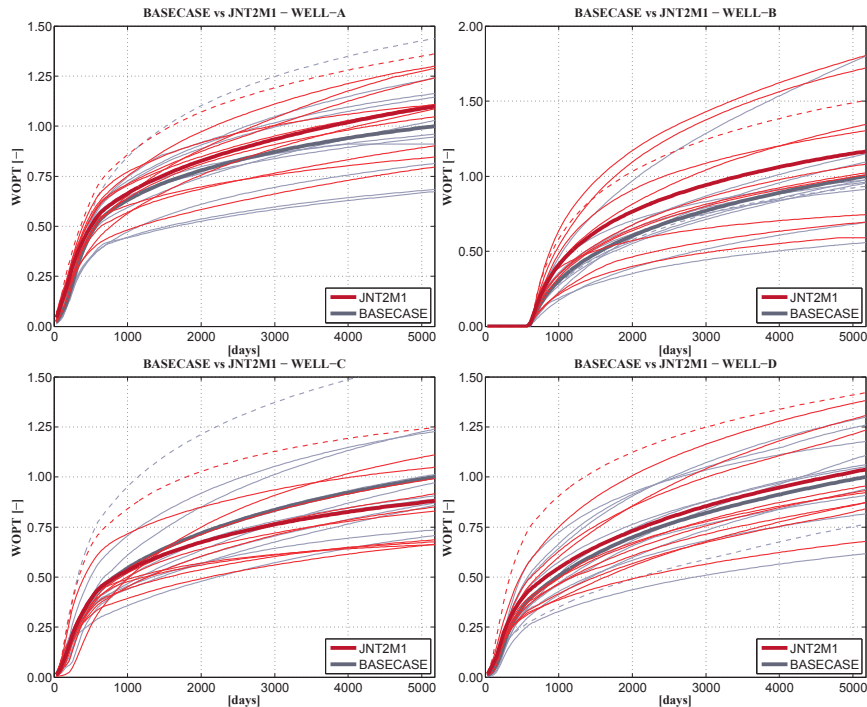 BASECASE vs JNT2M1 − WELL−A
WOPT [−]
1.50
1.25
1.00
0.75
0.50
0.25
0.00
0 1000 2000 3000 4000 5000
[days]
JNT2M1
BASECASE
BASECASE vs JNT2M1 − WELL−B
WOPT [−]
2.00
1.50
1.00
0.50
0.00
0 1000 2000 3000 4000 5000
[days]
JNT2M1
BASECASE
BASECASE vs JNT2M1 − WELL−C
WOPT [−]
1.50
1.25
1.00
0.75
0.50
0.25
0.00
0 1000 2000 3000 4000 5000
[days]
JNT2M1
BASECASE
BASECASE vs JNT2M1 − WELL−D
WOPT [−]
1.50
1.25
1.00
0.75
0.50
0.25
0.00
0 1000 2000 3000 4000 5000
[days]
JNT2M1
BASECASE